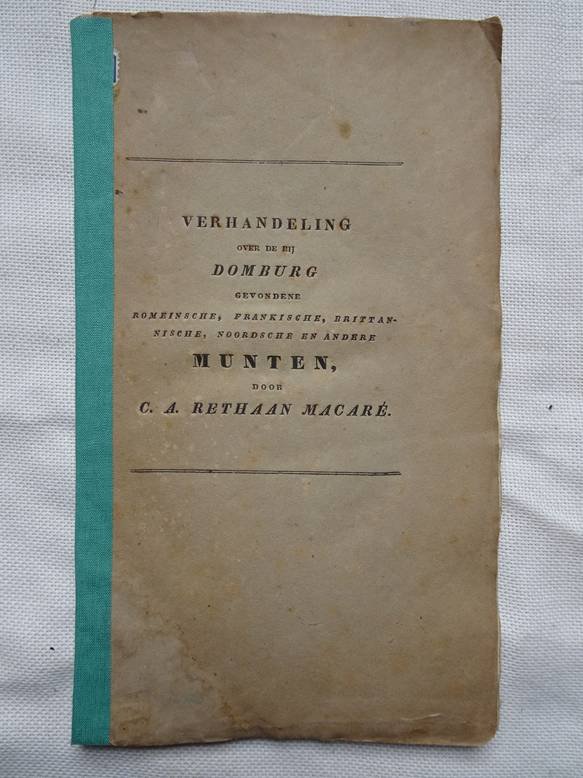 VERHANDELING
OVER DE BIJ
DOMBURG
GEVONDENE
ROMEINSCHE, FRANKISCHE, BRITTAN-
NISCHE, NOORDSCHE EN ANDERE
MUNTEN,
DOOR
C. A. RETHAAN MACARÉ.